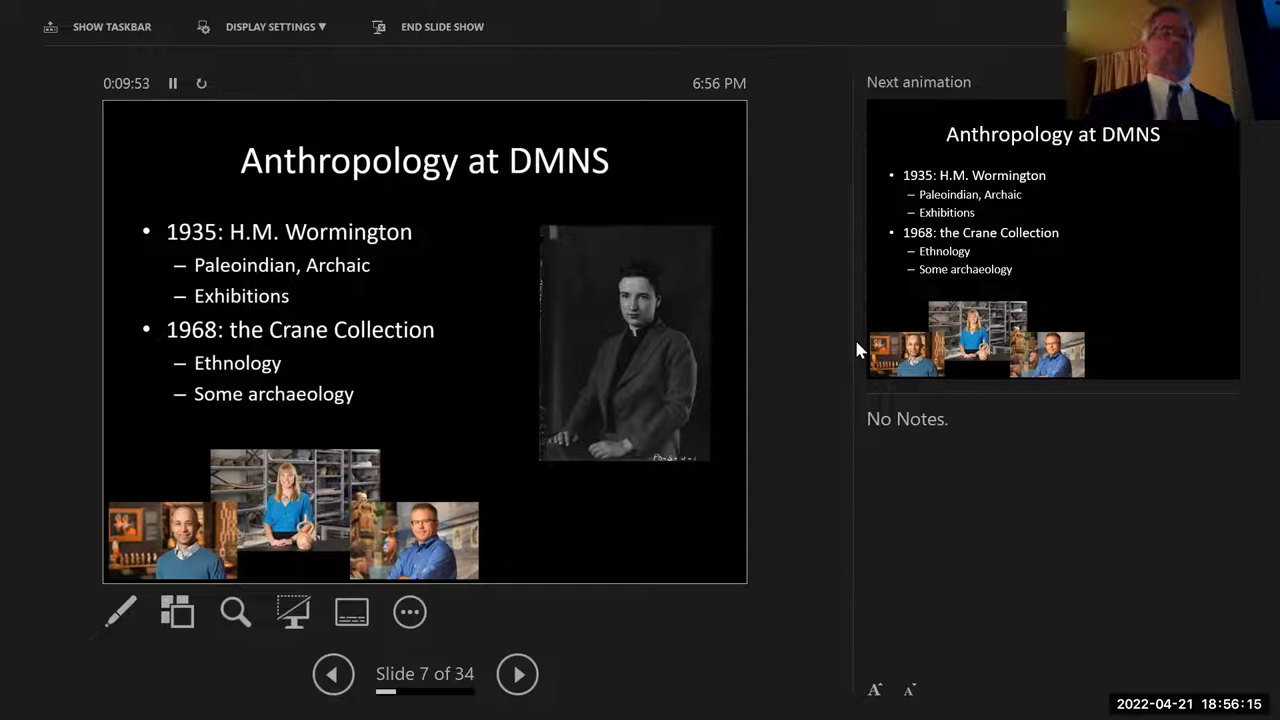 SHOW TASKBAR
DISPLAY SETTINGS ▼
END SLIDE SHOW
0:09:53
6:56 PM
Anthropology at DMNS
• 1935: H.M. Wormington
– Paleoindian, Archaic
– Exhibitions
• 1968: the Crane Collection
– Ethnology
– Some archaeology
Slide 7 of 34
Next animation
Anthropology at DMNS
• 1935: H.M. Wormington
– Paleoindian, Archaic
– Exhibitions
• 1968: the Crane Collection
– Ethnology
– Some archaeology
No Notes.
A A
2022-04-21 18:56:15